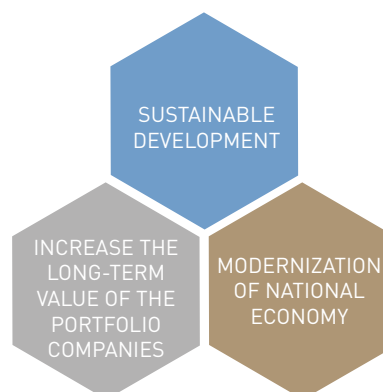 SUSTAINABLE
DEVELOPMENT
INCREASE THE
LONG-TERM
VALUE OF THE
PORTFOLIO
COMPANIES
MODERNIZATION
OF NATIONAL
ECONOMY